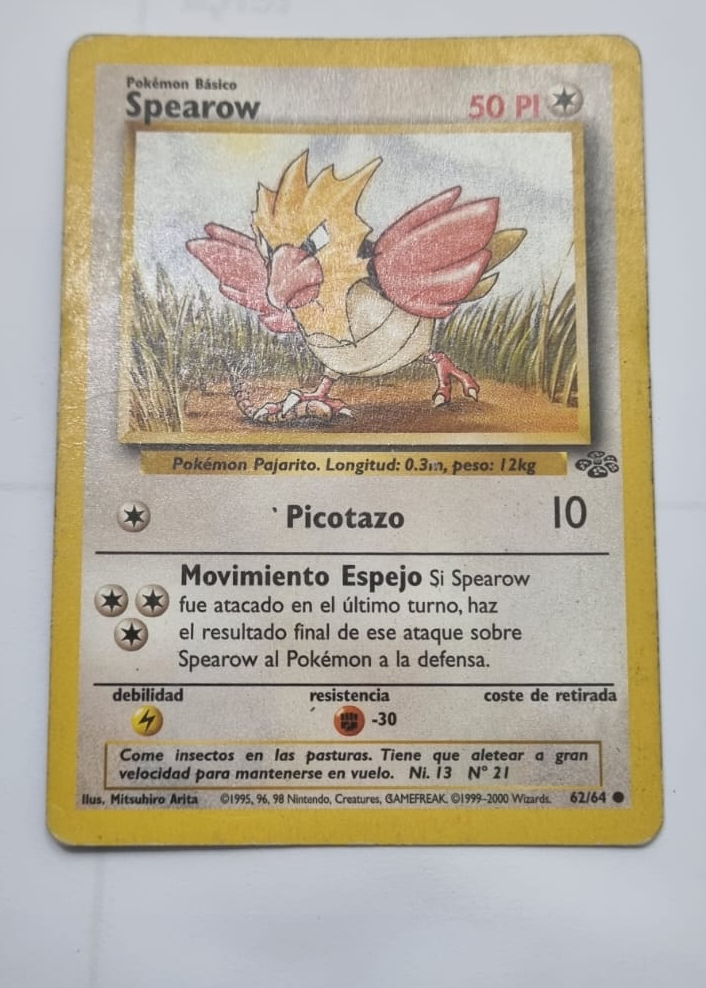 Pokémon Básico
Spearow
50 PI
Pokémon Pajarito. Longitud: 0.3m, peso: 12kg
Picotazo 10
Movimiento Espejo Si Spearow
fue atacado en el último turno, haz
el resultado final de ese ataque sobre
Spearow al Pokémon a la defensa.
debilidad resistencia coste de retirada
-30
Come insectos en las pasturas. Tiene que aletear a gran
velocidad para mantenerse en vuelo. Ni. 13 N° 21
Ilus. Mitsuhiro Arita ©1995, 96, 98 Nintendo, Creatures, GAMEFREAK. ©1999-2000 Wizards. 62/64